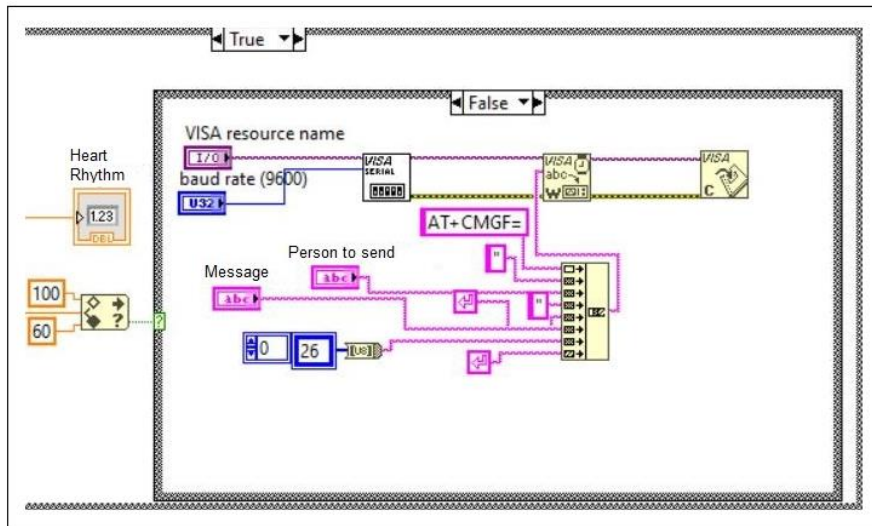 True
False
VISA resource name
I/O
baud rate (9600)
U32
Heart
Rhythm
1.23
DBL
VISA
SERIAL
VISA
abc
W
VISA
C
AT+CMGF=
"
Person to send
abc
Message
abc
"
100
?
60
?
0
26
[U8]